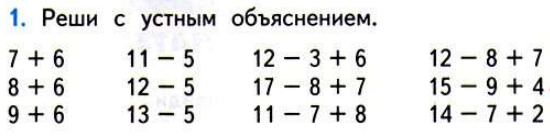 1. Реши с устным объяснением.
7 + 6 11 − 5 12 − 3 + 6 12 − 8 + 7
8 + 6 12 − 5 17 − 8 + 7 15 − 9 + 4
9 + 6 13 − 5 11 − 7 + 8 14 − 7 + 2